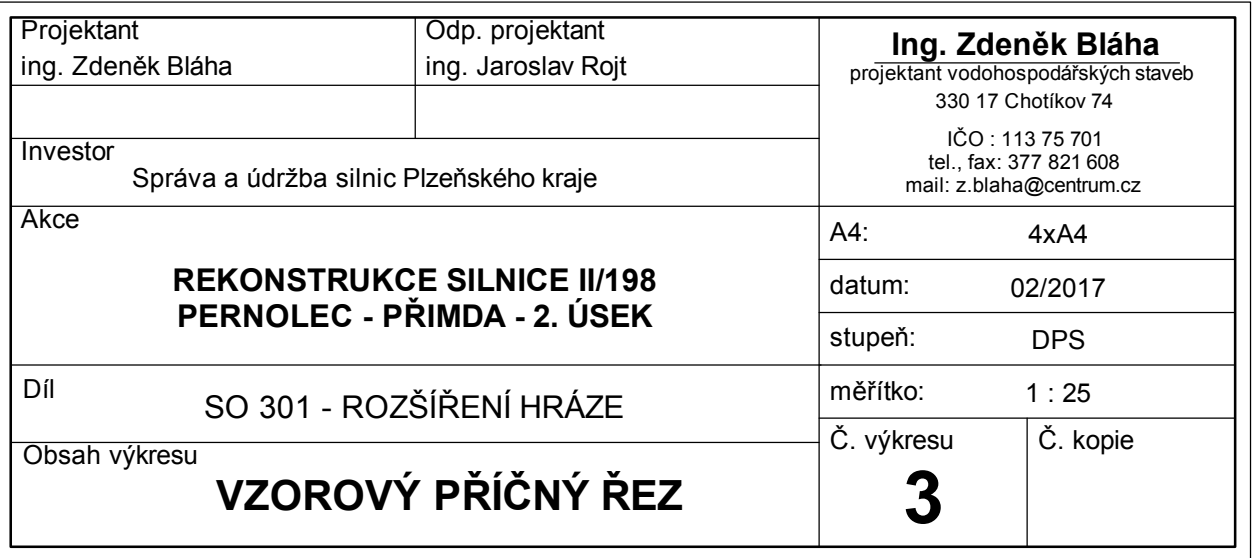 Projektant
ing. Zdeněk Bláha
Odp. projektant
ing. Jaroslav Rojt
Ing. Zdeněk Bláha
projektant vodohospodářských staveb
330 17 Chotíkov 74
IČO : 113 75 701
tel., fax: 377 821 608
mail: z.blaha@centrum.cz
Investor
Správa a údržba silnic Plzeňského kraje
Akce
REKONSTRUKCE SILNICE II/198
PERNOLEC - PŘIMDA - 2. ÚSEK
A4: 4xA4
datum: 02/2017
stupeň: DPS
Díl
SO 301 - ROZŠÍŘENÍ HRÁZE
měřítko: 1 : 25
Obsah výkresu
VZOROVÝ PŘÍČNÝ ŘEZ
Č. výkresu
3
Č. kopie